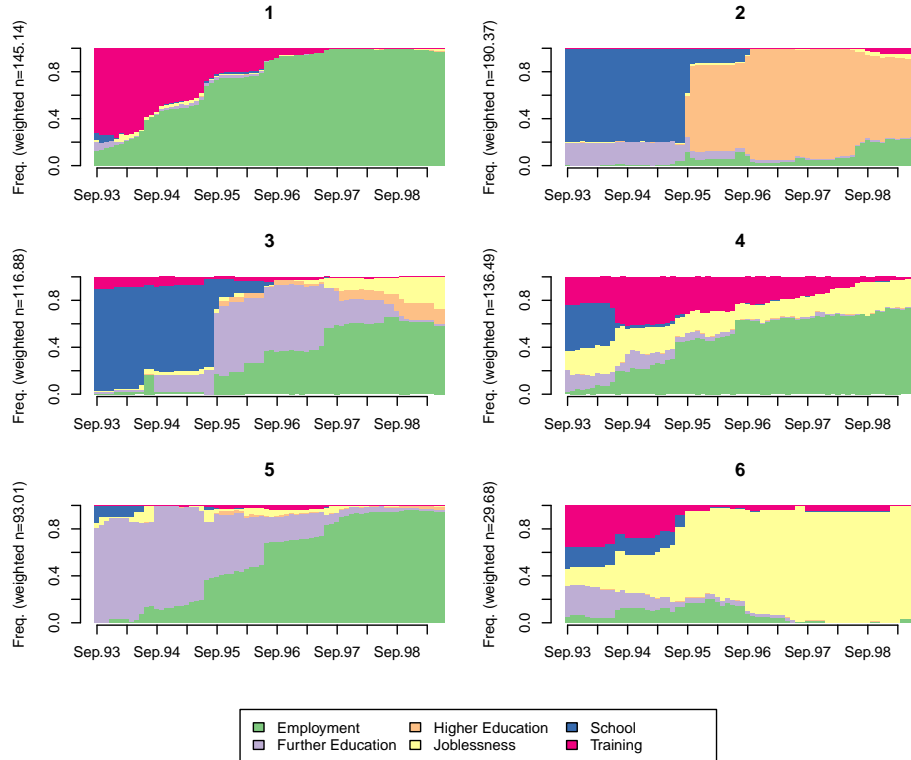 1
2
Freq. (weighted n=145.14)
0.0 0.4 0.8
Sep.93 Sep.94 Sep.95 Sep.96 Sep.97 Sep.98
Freq. (weighted n=190.37)
0.0 0.4 0.8
Sep.93 Sep.94 Sep.95 Sep.96 Sep.97 Sep.98
3
4
Freq. (weighted n=116.88)
0.0 0.4 0.8
Sep.93 Sep.94 Sep.95 Sep.96 Sep.97 Sep.98
Freq. (weighted n=136.49)
0.0 0.4 0.8
Sep.93 Sep.94 Sep.95 Sep.96 Sep.97 Sep.98
5
6
Freq. (weighted n=93.01)
0.0 0.4 0.8
Sep.93 Sep.94 Sep.95 Sep.96 Sep.97 Sep.98
Freq. (weighted n=29.68)
0.0 0.4 0.8
Sep.93 Sep.94 Sep.95 Sep.96 Sep.97 Sep.98
Employment Higher Education School
Further Education Joblessness Training